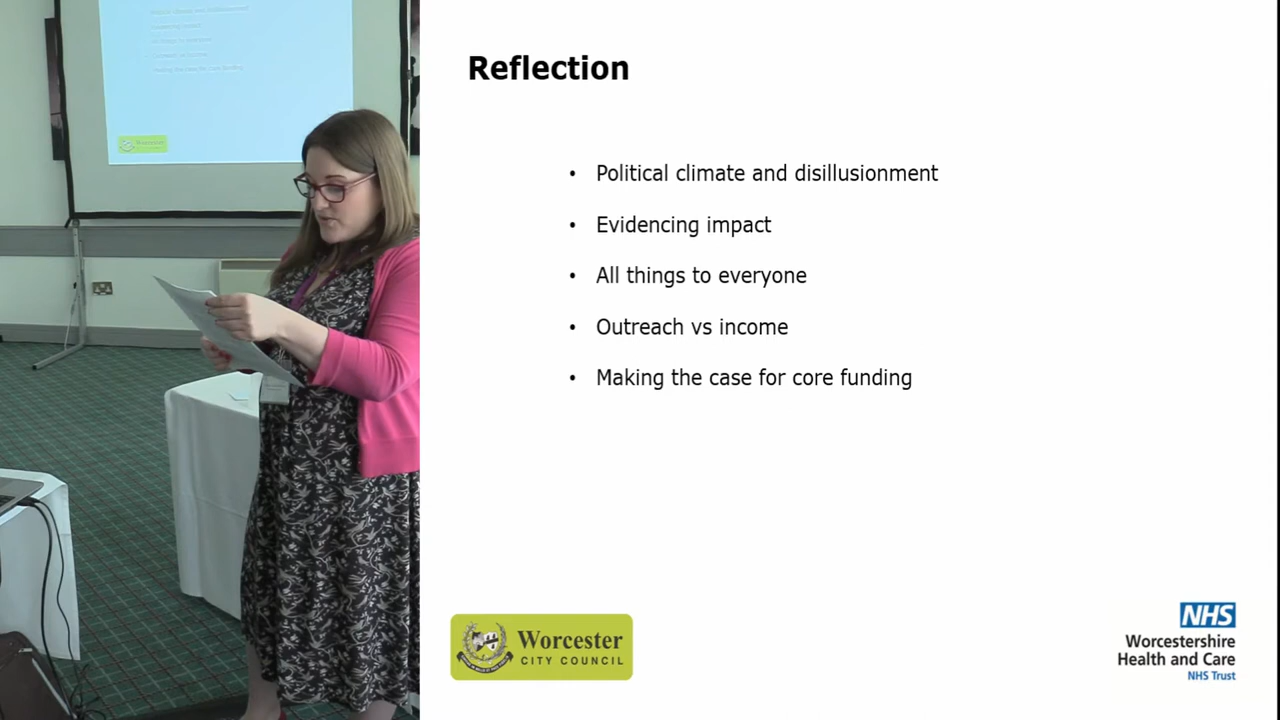 Reflection
• Political climate and disillusionment
• Evidencing impact
• All things to everyone
• Outreach vs income
• Making the case for core funding
Worcester
CITY COUNCIL
NHS
Worcestershire
Health and Care
NHS Trust